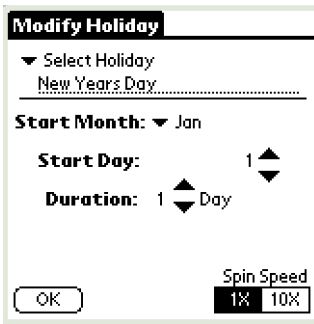 Modify Holiday
Select Holiday
New Years Day
Start Month: Jan
Start Day: 1
Duration: 1 Day
Spin Speed
OK 1X 10X